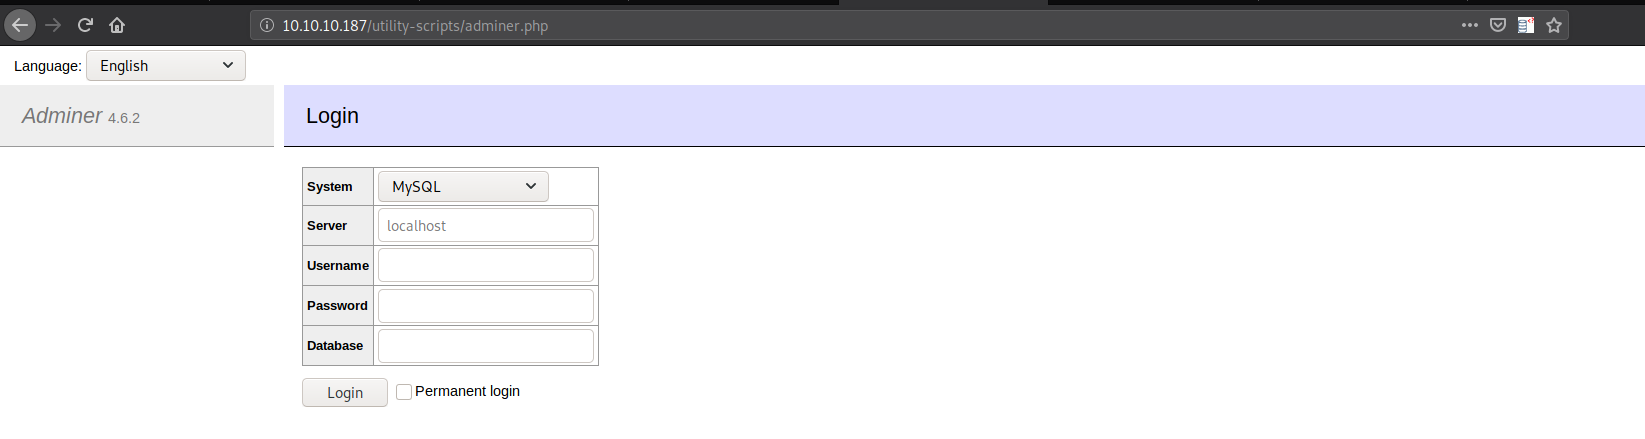 10.10.10.187/utility-scripts/adminer.php
Language: English
Adminer 4.6.2
Login
System MySQL
Server localhost
Username
Password
Database
Login Permanent login